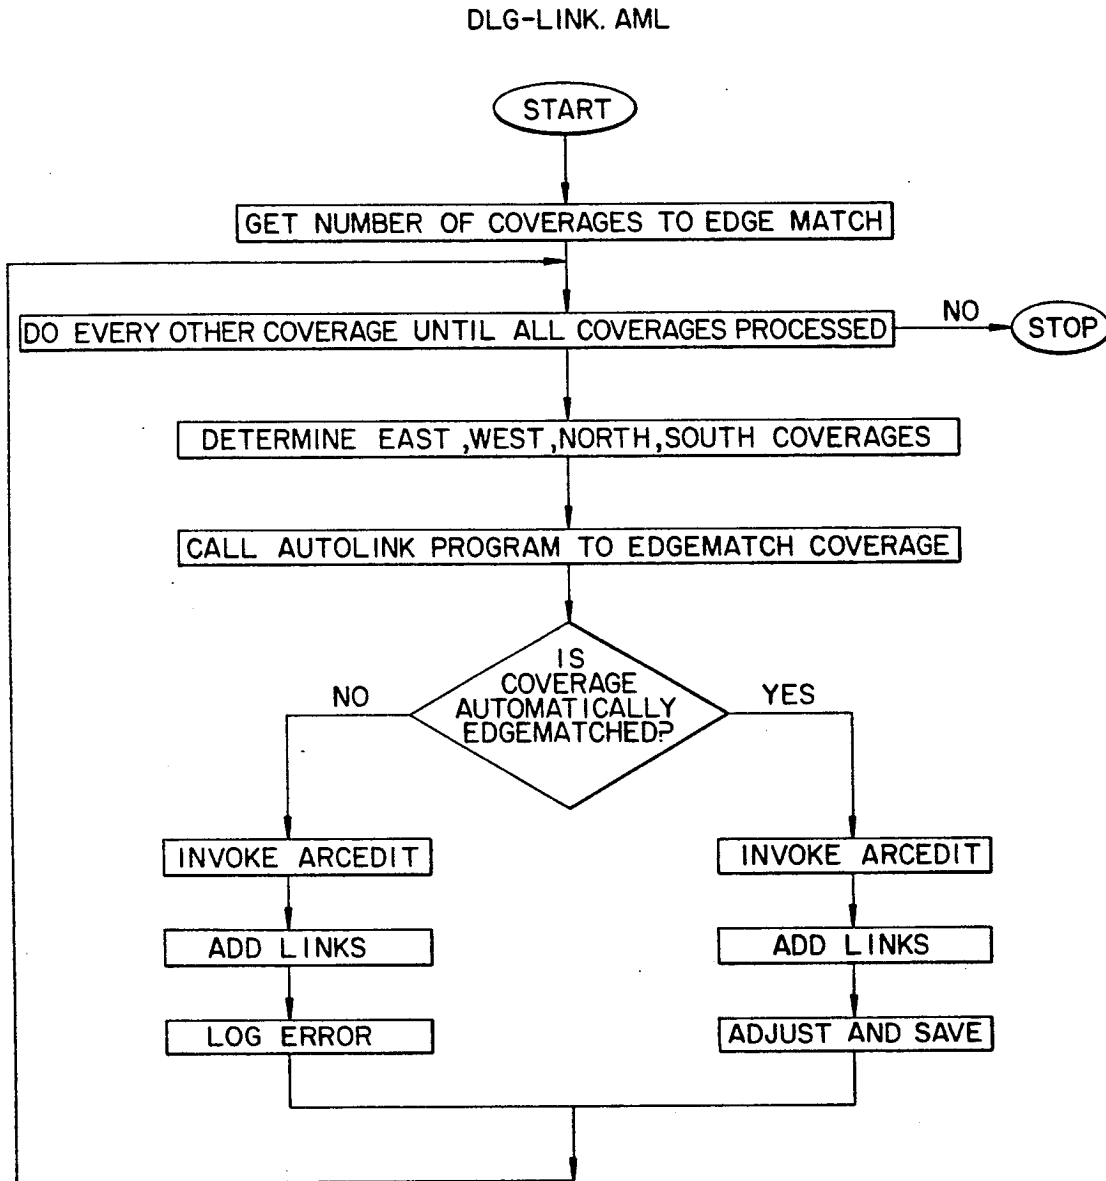 DLG-LINK. AML
START
GET NUMBER OF COVERAGES TO EDGE MATCH
DO EVERY OTHER COVERAGE UNTIL ALL COVERAGES PROCESSED
NO
STOP
DETERMINE EAST ,WEST ,NORTH,SOUTH COVERAGES
CALL AUTOLINK PROGRAM TO EDGEMATCH COVERAGE
IS
COVERAGE
AUTOMATICALLY
EDGEMATCHED?
NO
YES
INVOKE ARCEDIT
INVOKE ARCEDIT
ADD LINKS
ADD LINKS
LOG ERROR
ADJUST AND SAVE